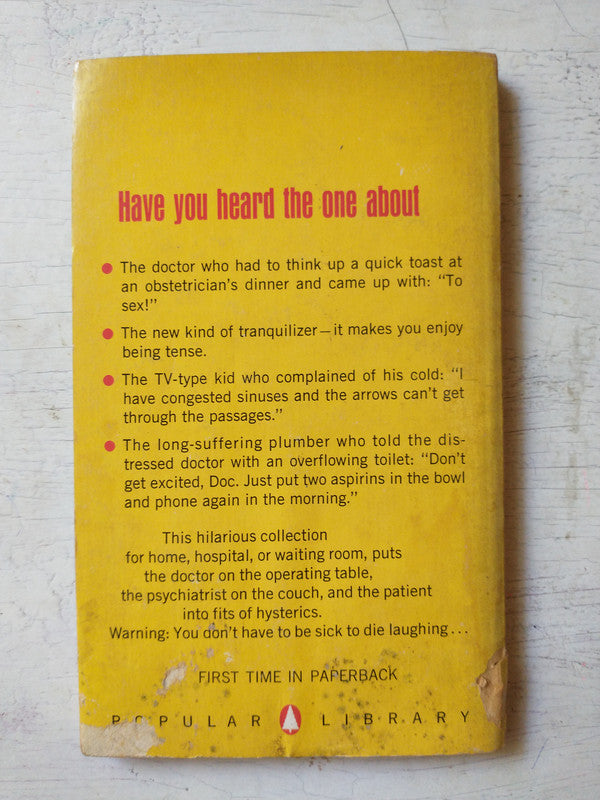 Have you heard the one about
● The doctor who had to think up a quick toast at
an obstetrician's dinner and came up with: "To
sex!"
● The new kind of tranquilizer—it makes you enjoy
being tense.
● The TV-type kid who complained of his cold: "I
have congested sinuses and the arrows can't get
through the passages."
● The long-suffering plumber who told the dis-
tressed doctor with an overflowing toilet: "Don't
get excited, Doc. Just put two aspirins in the bowl
and phone again in the morning."
This hilarious collection
for home, hospital, or waiting room, puts
the doctor on the operating table,
the psychiatrist on the couch, and the patient
into fits of hysterics.
Warning: You don't have to be sick to die laughing...
FIRST TIME IN PAPERBACK
POPULAR LIBRARY